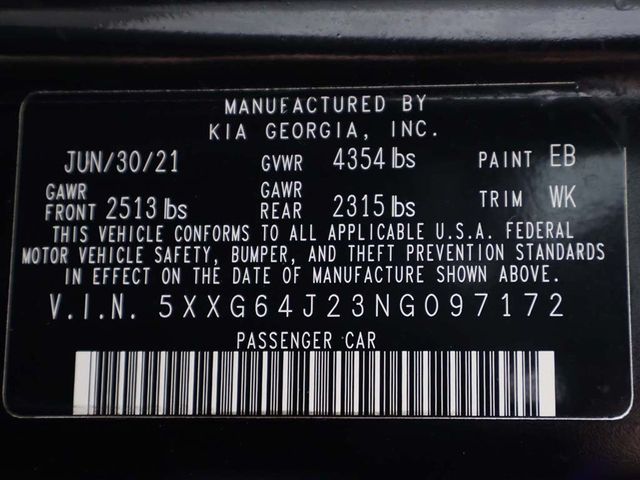 MANUFACTURED BY
KIA GEORGIA, INC.
JUN/30/21 GVWR 4354 lbs PAINT EB
GAWR FRONT 2513 lbs GAWR REAR 2315 lbs TRIM WK
THIS VEHICLE CONFORMS TO ALL APPLICABLE U.S.A. FEDERAL
MOTOR VEHICLE SAFETY, BUMPER, AND THEFT PREVENTION STANDARDS
IN EFFECT ON THE DATE OF MANUFACTURE SHOWN ABOVE.
V.I.N. 5XXG64J23NG097172
PASSENGER CAR